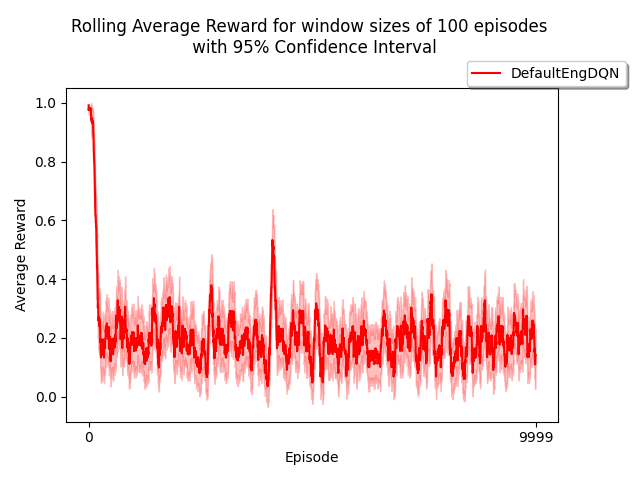 Rolling Average Reward for window sizes of 100 episodes
with 95% Confidence Interval
DefaultEngDQN
1.0
0.8
0.6
0.4
0.2
0.0
Average Reward
0
9999
Episode